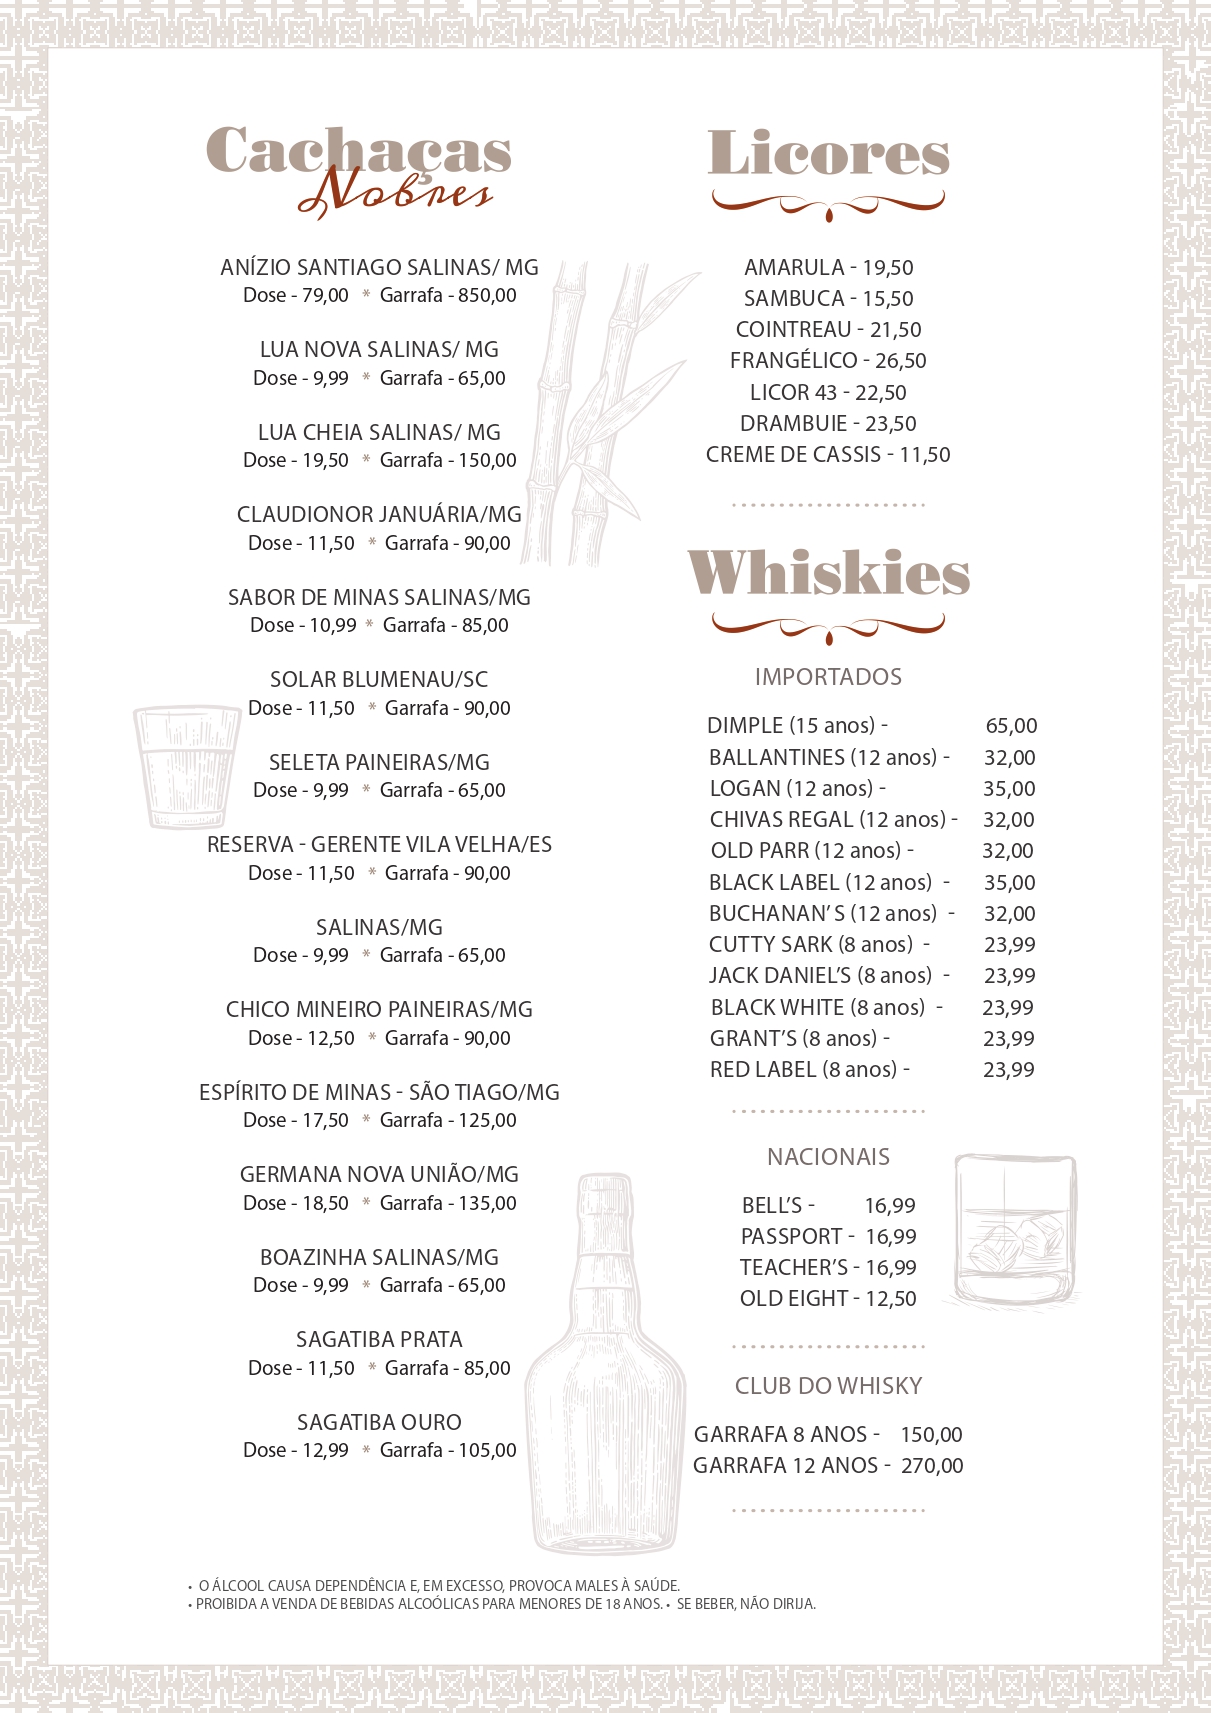 Cachaças
Nobres
ANÍZIO SANTIAGO SALINAS/ MG
Dose - 79,00 * Garrafa - 850,00
LUA NOVA SALINAS/ MG
Dose - 9,99 * Garrafa - 65,00
LUA CHEIA SALINAS/ MG
Dose - 19,50 * Garrafa - 150,00
CLAUDIONOR JANUÁRIA/MG
Dose - 11,50 * Garrafa - 90,00
SABOR DE MINAS SALINAS/MG
Dose - 10,99 * Garrafa - 85,00
SOLAR BLUMENAU/SC
Dose - 11,50 * Garrafa - 90,00
SELETA PAINEIRAS/MG
Dose - 9,99 * Garrafa - 65,00
RESERVA - GERENTE VILA VELHA/ES
Dose - 11,50 * Garrafa - 90,00
SALINAS/MG
Dose - 9,99 * Garrafa - 65,00
CHICO MINEIRO PAINEIRAS/MG
Dose - 12,50 * Garrafa - 90,00
ESPÍRITO DE MINAS - SÃO TIAGO/MG
Dose - 17,50 * Garrafa - 125,00
GERMANA NOVA UNIÃO/MG
Dose - 18,50 * Garrafa - 135,00
BOAZINHA SALINAS/MG
Dose - 9,99 * Garrafa - 65,00
SAGATIBA PRATA
Dose - 11,50 * Garrafa - 85,00
SAGATIBA OURO
Dose - 12,99 * Garrafa - 105,00
Licores
AMARULA - 19,50
SAMBUCA - 15,50
COINTREAU - 21,50
FRANGÉLICO - 26,50
LICOR 43 - 22,50
DRAMBUIE - 23,50
CREME DE CASSIS - 11,50
Whiskies
IMPORTADOS
DIMPLE (15 anos) - 65,00
BALLANTINES (12 anos) - 32,00
LOGAN (12 anos) - 35,00
CHIVAS REGAL (12 anos) - 32,00
OLD PARR (12 anos) - 32,00
BLACK LABEL (12 anos) - 35,00
BUCHANAN’ S (12 anos) - 32,00
CUTTY SARK (8 anos) - 23,99
JACK DANIEL’S (8 anos) - 23,99
BLACK WHITE (8 anos) - 23,99
GRANT’S (8 anos) - 23,99
RED LABEL (8 anos) - 23,99
NACIONAIS
BELL’S - 16,99
PASSPORT - 16,99
TEACHER’S - 16,99
OLD EIGHT - 12,50
CLUB DO WHISKY
GARRAFA 8 ANOS - 150,00
GARRAFA 12 ANOS - 270,00
• O ÁLCOOL CAUSA DEPENDÊNCIA E, EM EXCESSO, PROVOCA MALES À SAÚDE.
• PROIBIDA A VENDA DE BEBIDAS ALCOÓLICAS PARA MENORES DE 18 ANOS. • SE BEBER, NÃO DIRIJA.